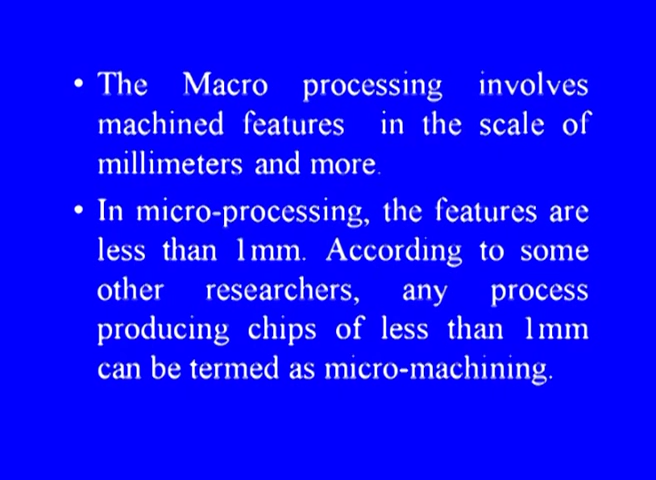 • The Macro processing involves
machined features in the scale of
millimeters and more.
• In micro-processing, the features are
less than 1mm. According to some
other researchers, any process
producing chips of less than 1mm
can be termed as micro-machining.